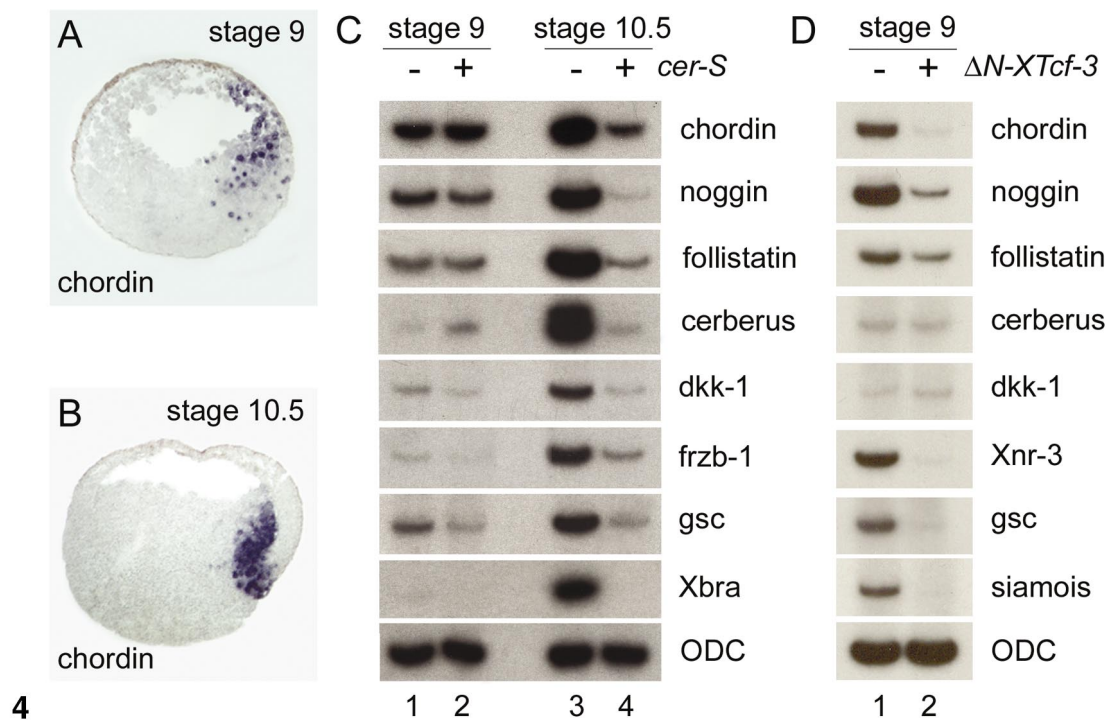 A stage 9
chordin
B stage 10.5
chordin
C stage 9 stage 10.5
- + - + cer-S
chordin
noggin
follistatin
cerberus
dkk-1
frzb-1
gsc
Xbra
ODC
1 2 3 4
D stage 9
- + ΔN-XTcf-3
chordin
noggin
follistatin
cerberus
dkk-1
Xnr-3
gsc
siamois
ODC
1 2
4